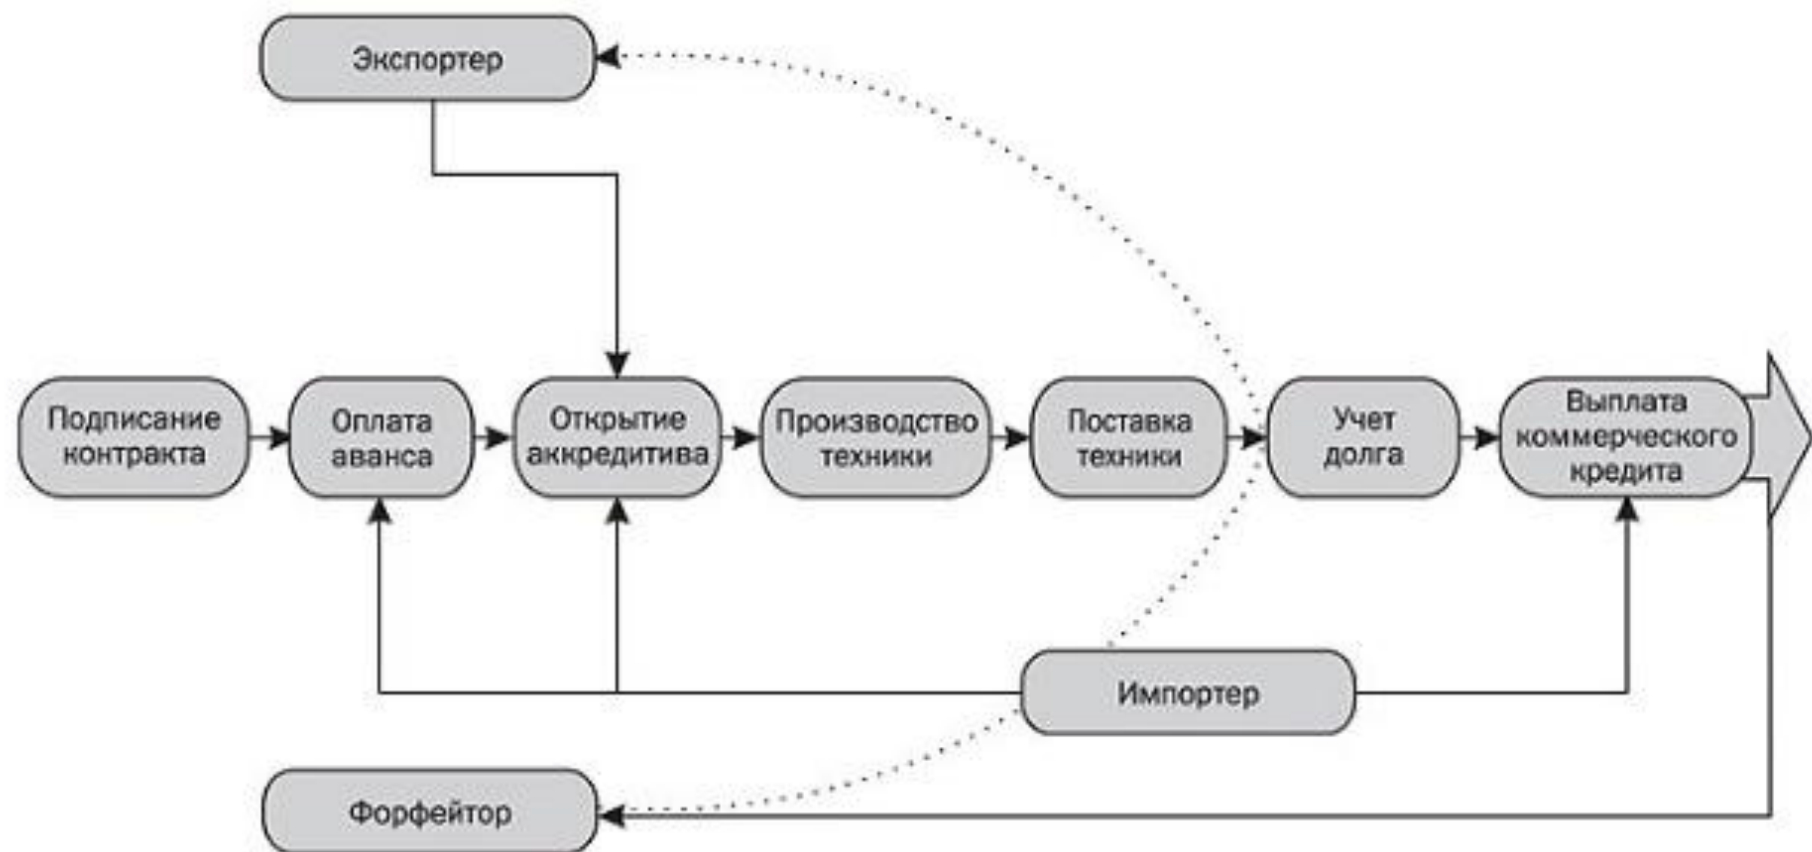 Экспортер
Подписание
контракта
Оплата
аванса
Открытие
аккредитива
Производство
техники
Поставка
техники
Учет
долга
Выплата
коммерческого
кредита
Импортер
Форфейтор